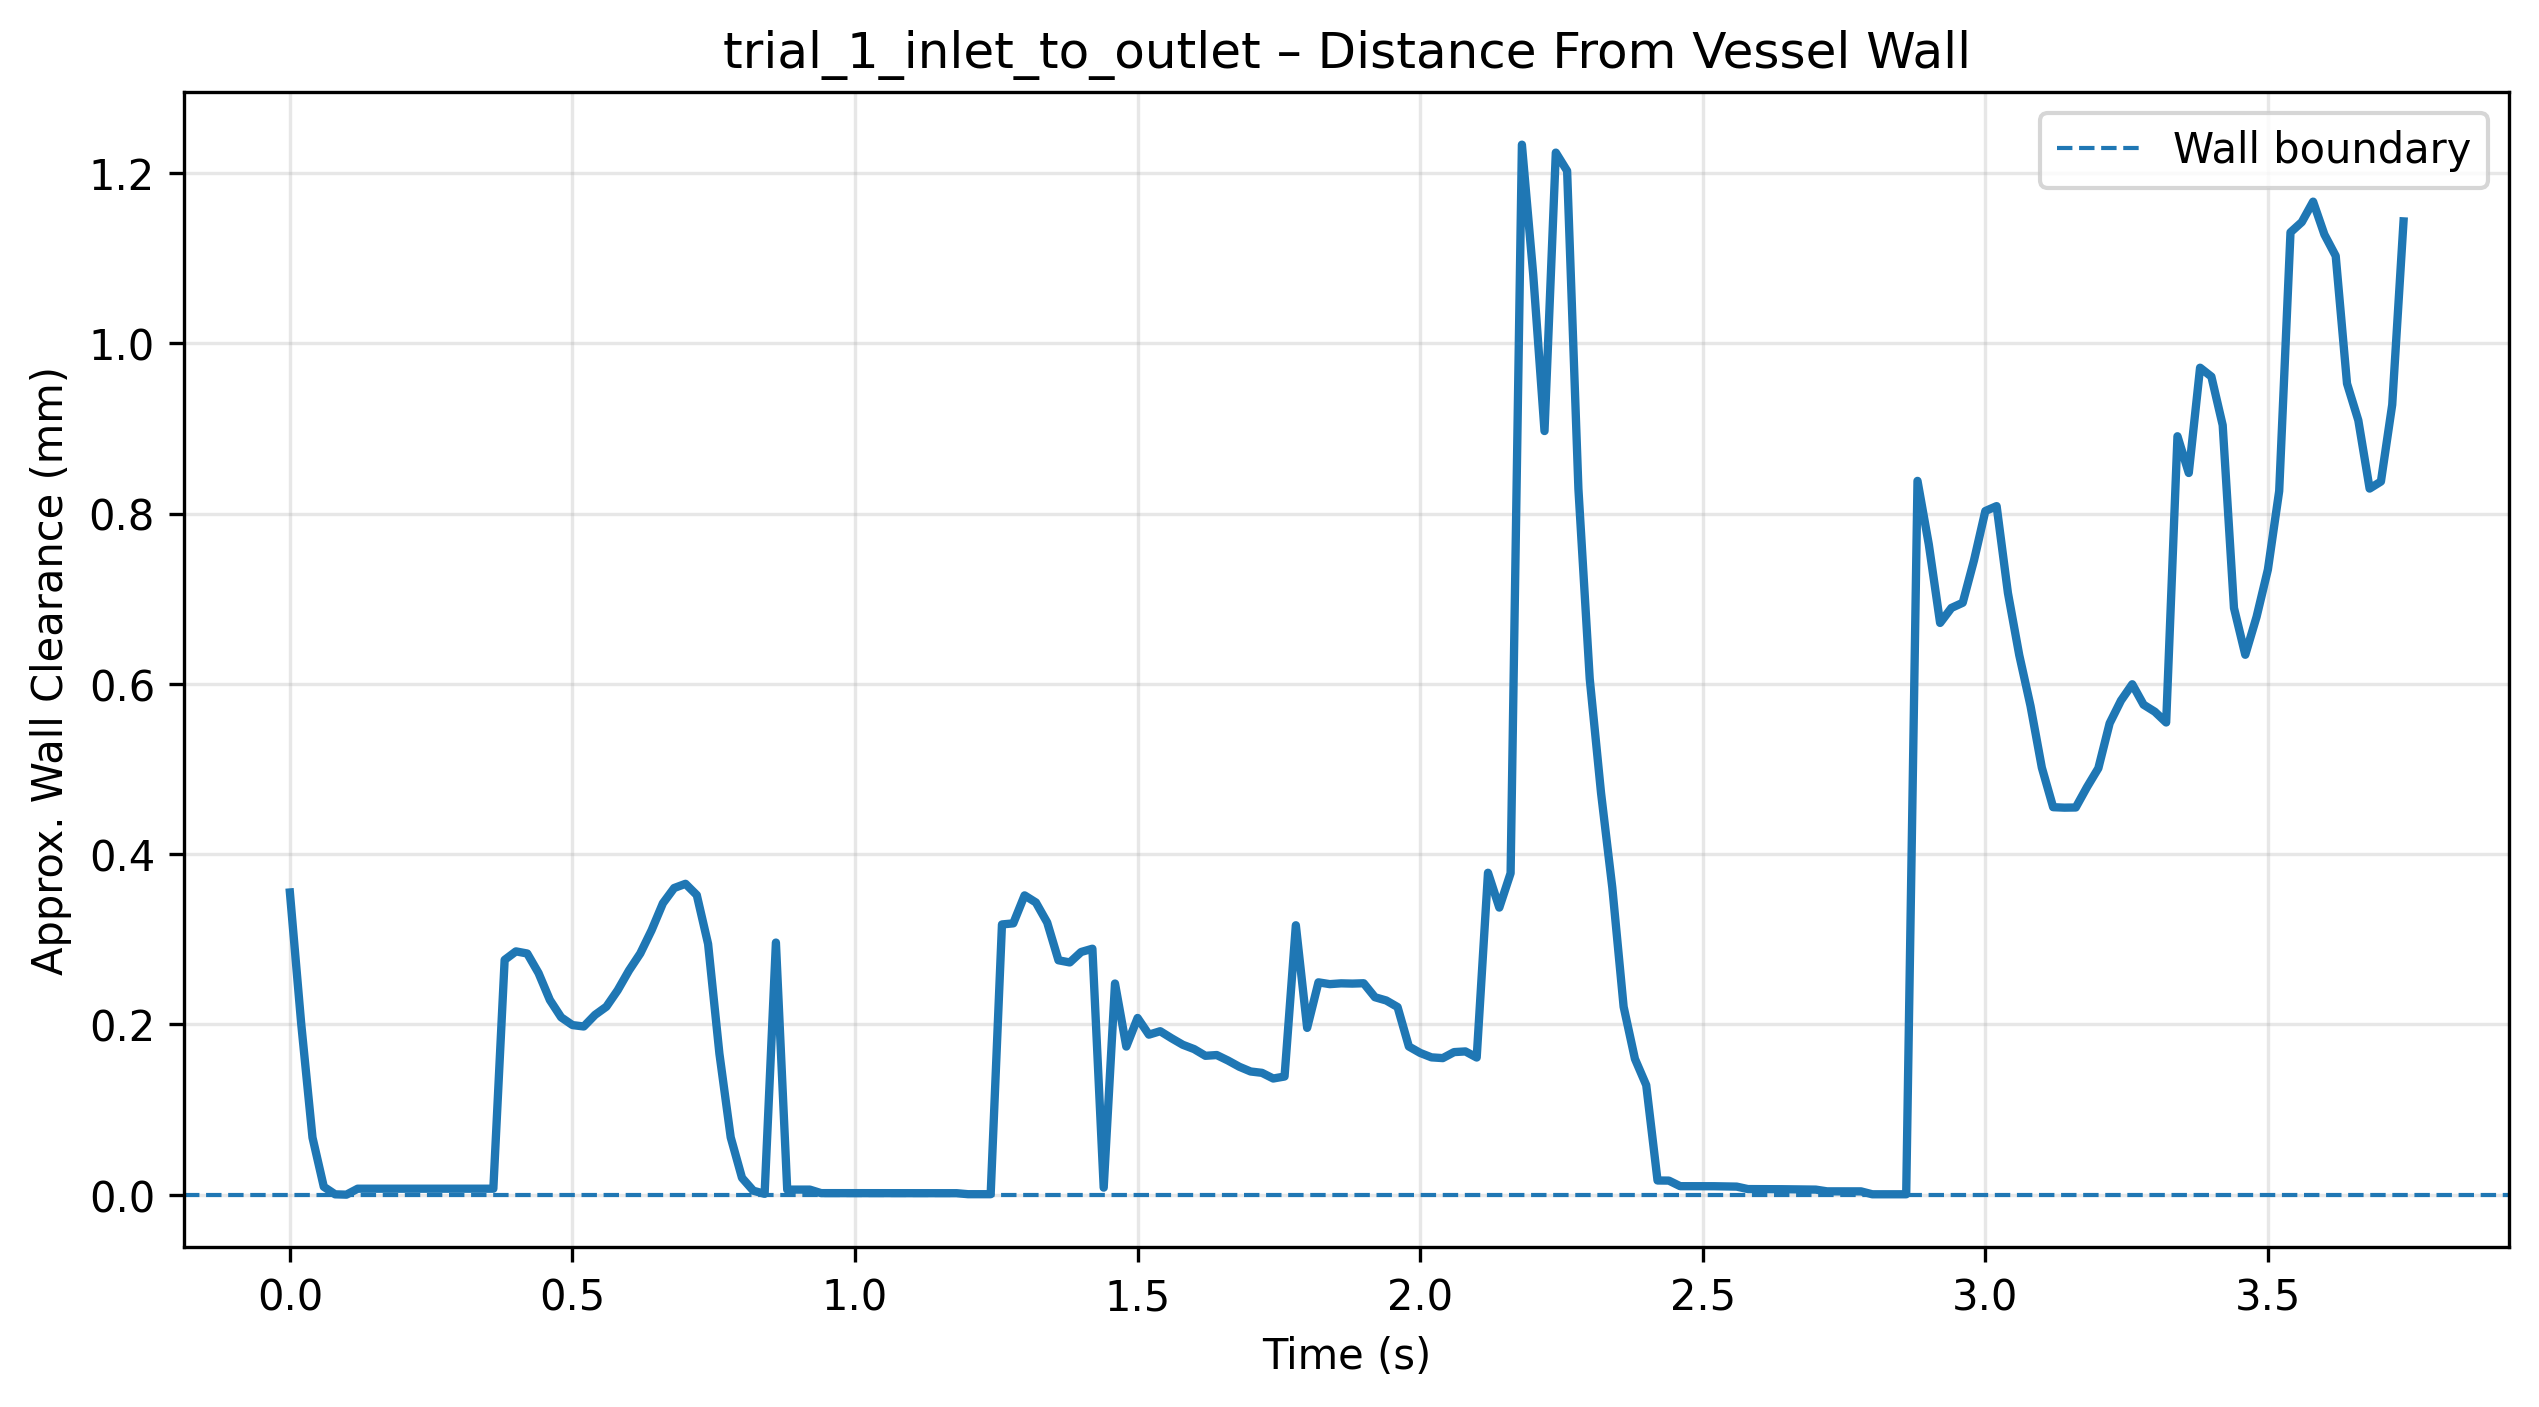 trial_1_inlet_to_outlet – Distance From Vessel Wall
Wall boundary
Approx. Wall Clearance (mm)
1.2
1.0
0.8
0.6
0.4
0.2
0.0
0.0 0.5 1.0 1.5 2.0 2.5 3.0 3.5
Time (s)